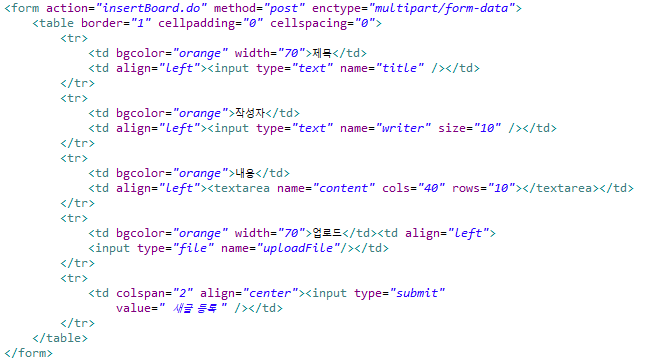 <form action="insertBoard.do" method="post" enctype="multipart/form-data">
<table border="1" cellpadding="0" cellspacing="0">
<tr>
<td bgcolor="orange" width="70">제목</td>
<td align="left"><input type="text" name="title" /></td>
</tr>
<tr>
<td bgcolor="orange">작성자</td>
<td align="left"><input type="text" name="writer" size="10" /></td>
</tr>
<tr>
<td bgcolor="orange">내용</td>
<td align="left"><textarea name="content" cols="40" rows="10"></textarea></td>
</tr>
<tr>
<td bgcolor="orange" width="70">업로드</td><td align="left">
<input type="file" name="uploadFile"/></td>
</tr>
<tr>
<td colspan="2" align="center"><input type="submit"
value=" 새글 등록 " /></td>
</tr>
</table>
</form>